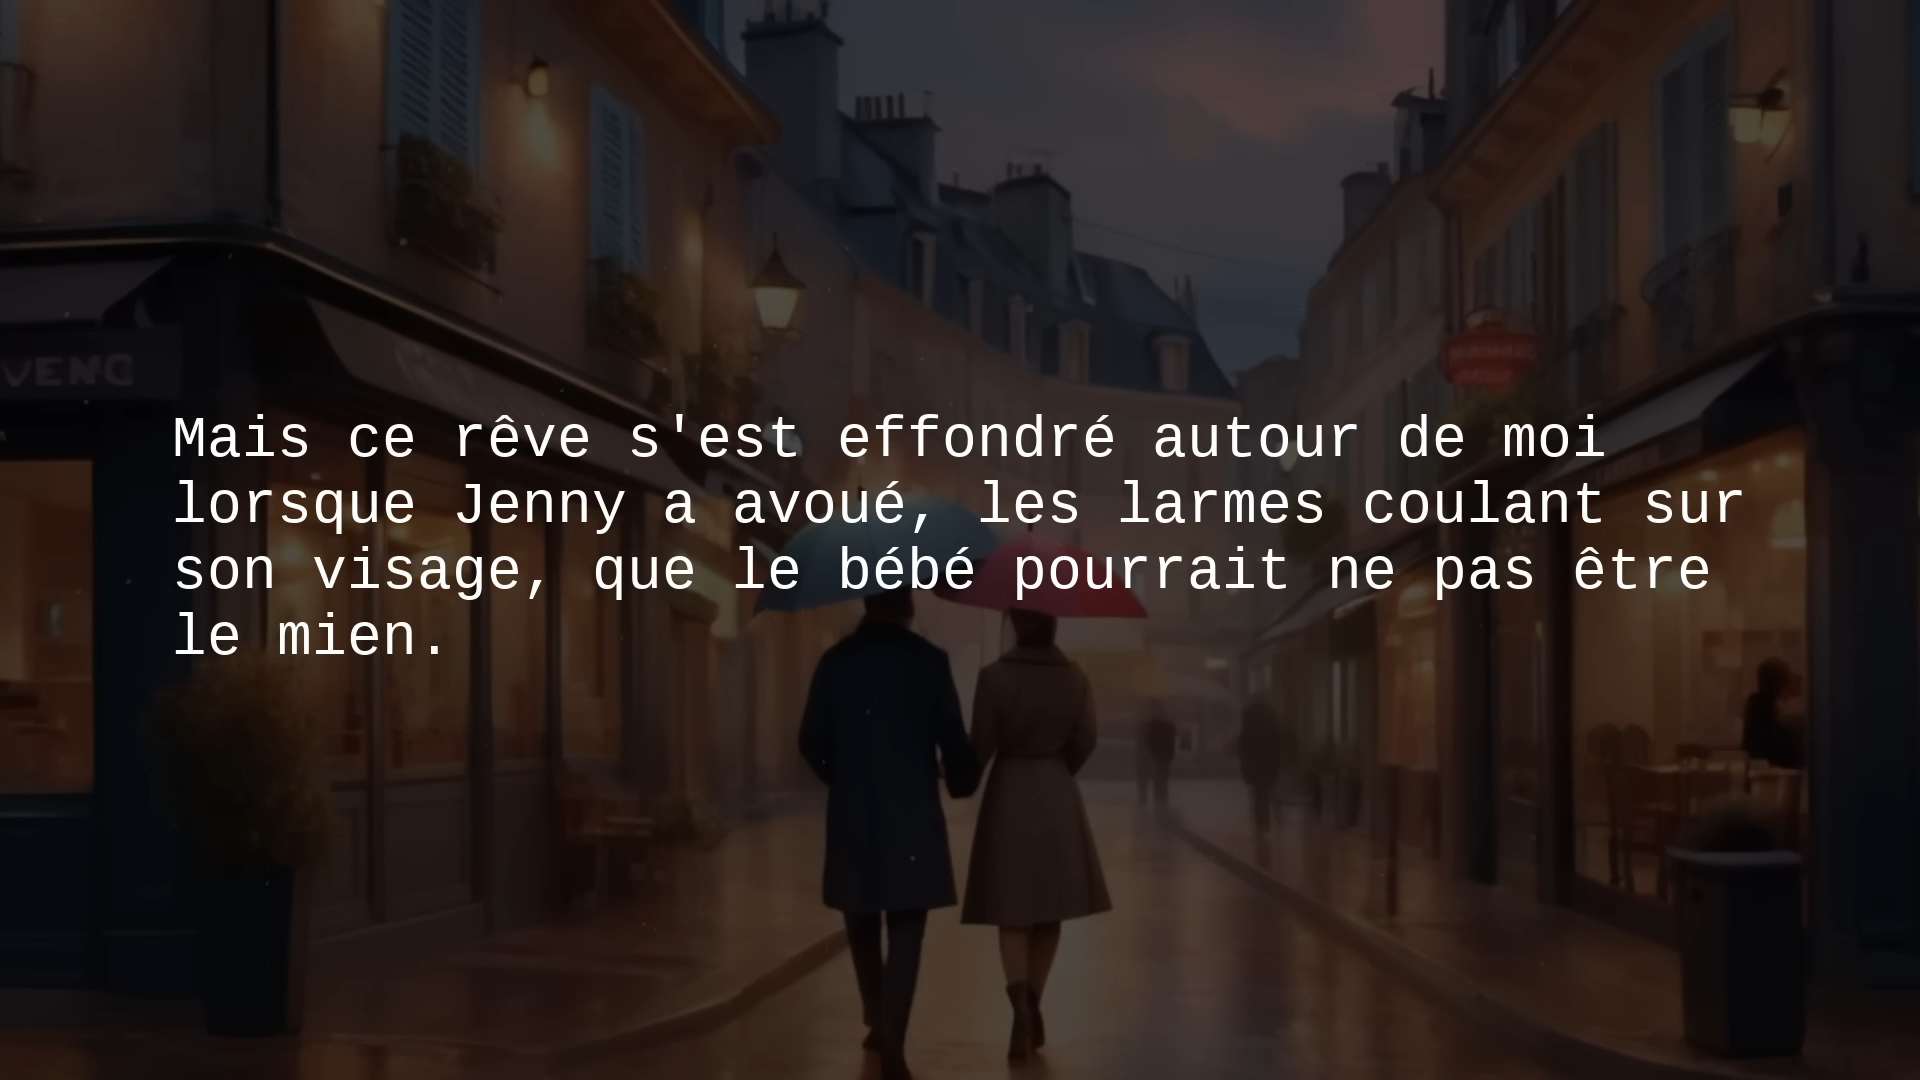 Mais ce rêve s'est effondré autour de moi
lorsque Jenny a avoué, les larmes coulant sur
son visage, que le bébé pourrait ne pas être
le mien.